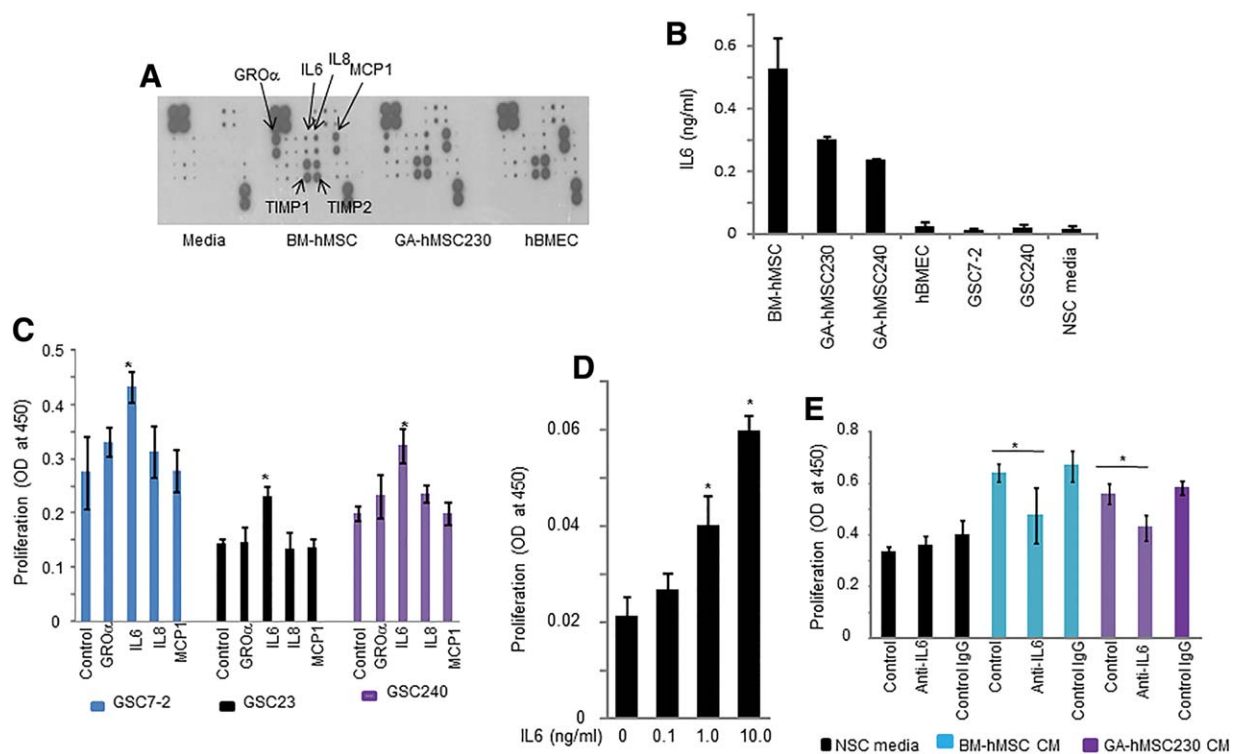 A
GROα
IL6
IL8
MCP1
TIMP1
TIMP2
Media
BM-hMSC
GA-hMSC230
hBMEC
B
IL6 (ng/ml)
0.6
0.4
0.2
0
BM-hMSC
GA-hMSC230
GA-hMSC240
hBMEC
GSC7-2
GSC240
NSC media
C
Proliferation (OD at 450)
0.5
0.4
0.3
0.2
0.1
0
*
*
*
Control
GROα
IL6
IL8
MCP1
Control
GROα
IL6
IL8
MCP1
Control
GROα
IL6
IL8
MCP1
GSC7-2
GSC23
GSC240
D
Proliferation (OD at 450)
0.06
0.04
0.02
0
*
*
IL6 (ng/ml) 0 0.1 1.0 10.0
E
Proliferation (OD at 450)
0.8
0.6
0.4
0.2
0
*
*
Control
Anti-IL6
Control IgG
Control
Anti-IL6
Control IgG
Control
Anti-IL6
Control IgG
NSC media
BM-hMSC CM
GA-hMSC230 CM